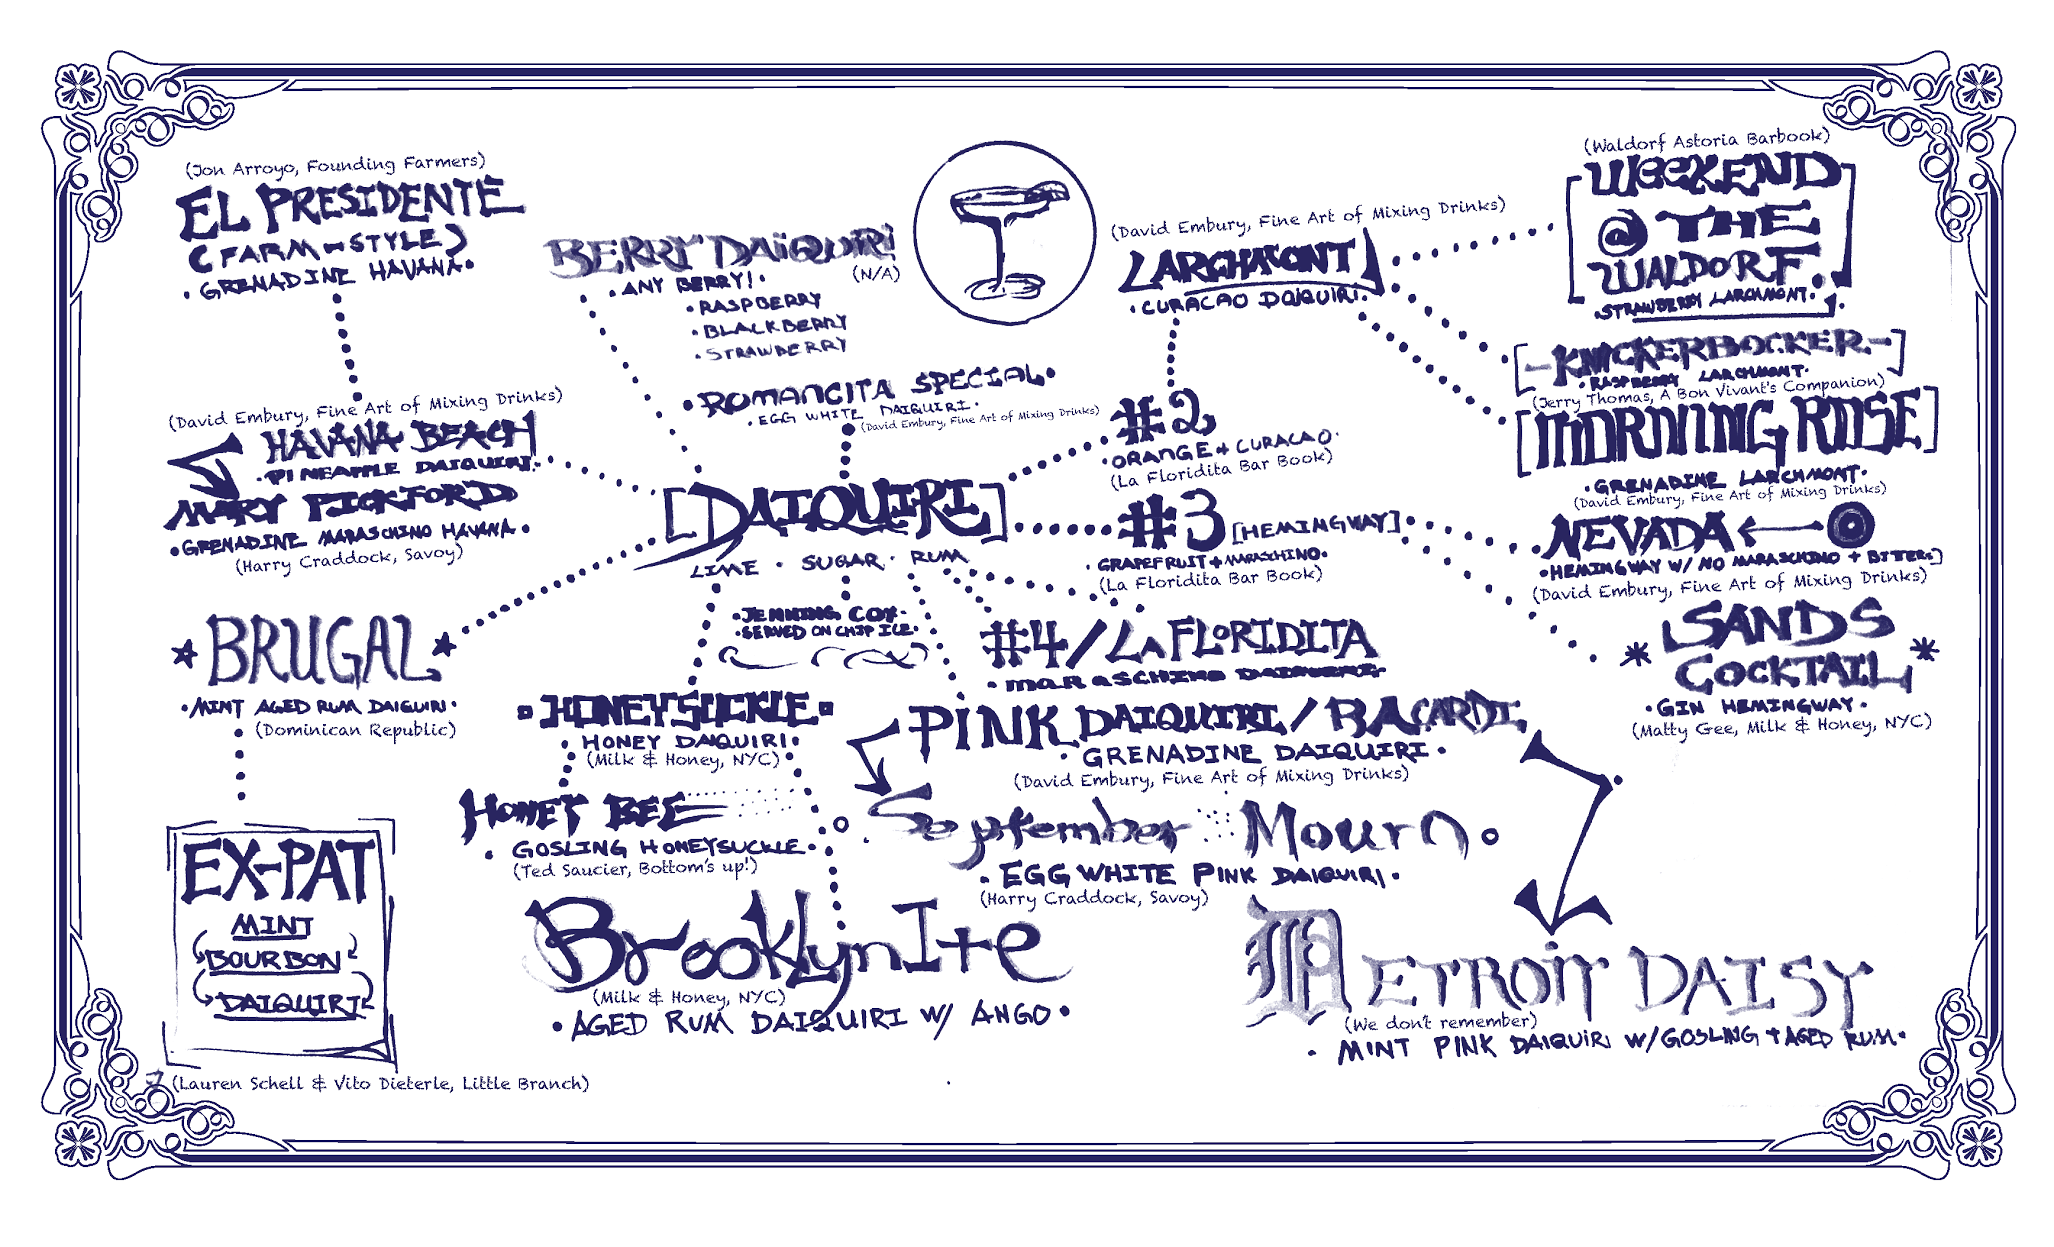 (Jon Arroyo, Founding Farmers)
EL PRESIDENTE
(FARM-STYLE)
· GRENADINE HAVANA ·
BERRY DAIQUIRI
(N/A)
· ANY BERRY! ·
· RASPBERRY
· BLACKBERRY
· STRAWBERRY
(David Embury, Fine Art of Mixing Drinks)
LARCHMONT
· CURACAO DAIQUIRI ·
(Waldorf Astoria Barbook)
[WEEKEND
@ THE
WALDORF]
· STRAWBERRY LARCHMONT ·
[-KNICKERBOCKER-]
· RASPBERRY LARCHMONT ·
(Jerry Thomas, A Bon Vivant's Companion)
[MORNING ROSE]
· GRENADINE LARCHMONT ·
(David Embury, Fine Art of Mixing Drinks)
· ROMANCITA SPECIAL ·
· EGG WHITE DAIQUIRI ·
(David Embury, Fine Art of Mixing Drinks)
(David Embury, Fine Art of Mixing Drinks)
HAVANA BEACH
· PINEAPPLE DAIQUIRI ·
MARY PICKFORD
· GRENADINE MARASCHINO HAVANA ·
(Harry Craddock, Savoy)
#2
· ORANGE + CURACAO ·
(La Floridita Bar Book)
[DAIQUIRI]
LIME · SUGAR · RUM
#3 [HEMINGWAY]
· GRAPEFRUIT + MARASCHINO ·
(La Floridita Bar Book)
NEVADA
· HEMINGWAY W/ NO MARASCHINO + BITTERS]
(David Embury, Fine Art of Mixing Drinks)
SANDS
COCKTAIL
· GIN HEMINGWAY ·
(Matty Gee, Milk & Honey, NYC)
BRUGAL
· MINT AGED RUM DAIQUIRI ·
(Dominican Republic)
· JENNING COX ·
· SERVED ON CHIP ICE ·
#4/LA FLORIDITA
· MARASCHINO DAIQUIRI ·
HONEYSUCKLE
HONEY DAIQUIRI ·
(Milk & Honey, NYC)
PINK DAIQUIRI/BACARDI
· GRENADINE DAIQUIRI ·
(David Embury, Fine Art of Mixing Drinks)
HONEY BEE
· GOSLING HONEYSUCKLE ·
(Ted Saucier, Bottom's up!)
September Mourn
· EGG WHITE PINK DAIQUIRI ·
(Harry Craddock, Savoy)
EX-PAT
MINT
BOURBON
DAIQUIRI
(Lauren Schell & Vito Dieterle, Little Branch)
BrooklynIte
(Milk & Honey, NYC)
· AGED RUM DAIQUIRI W/ ANGO ·
DETROIT DAISY
(We don't remember)
· MINT PINK DAIQUIRI W/GOSLING + AGED RUM ·